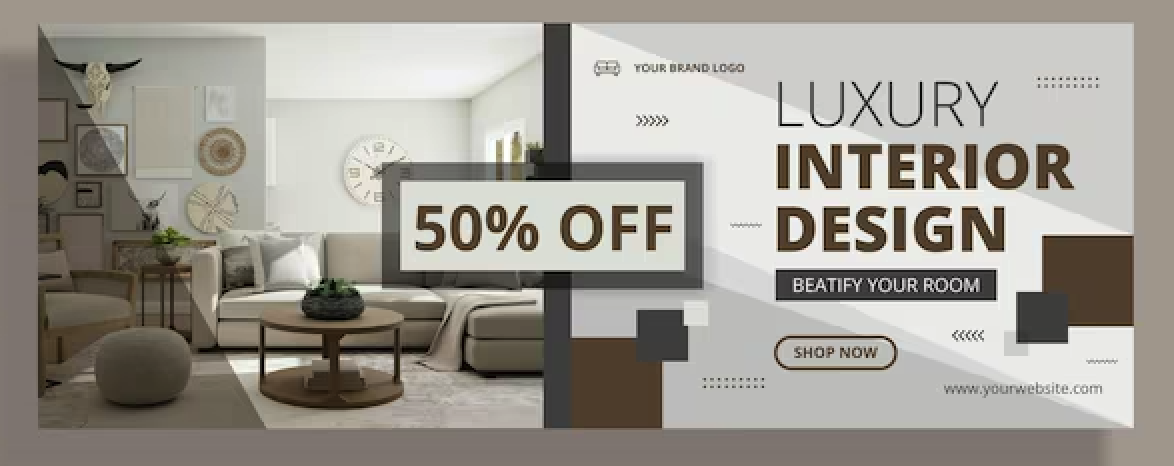 YOUR BRAND LOGO
LUXURY
INTERIOR
DESIGN
50% OFF
BEATIFY YOUR ROOM
SHOP NOW
www.yourwebsite.com